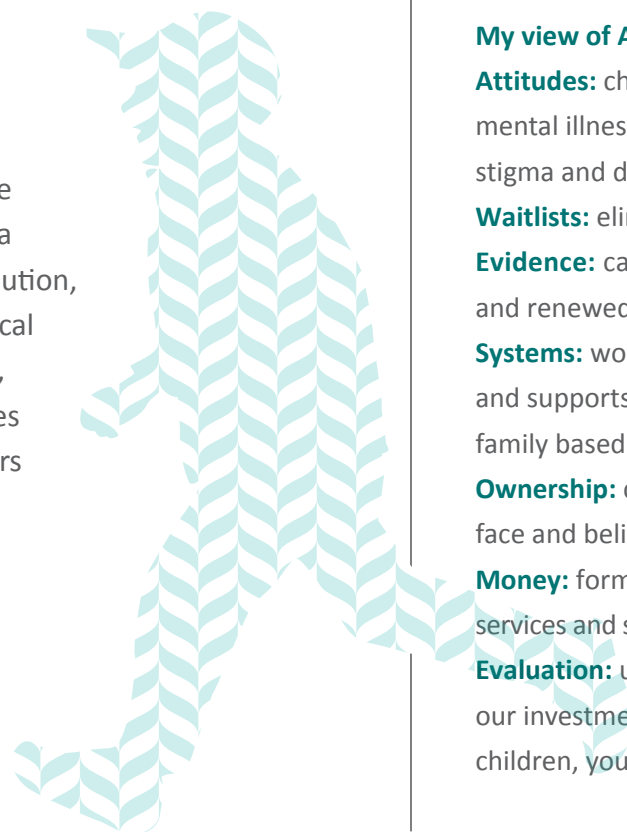 e
a
ution,
cal
,
es
rs
My view of A
Attitudes: ch
mental illnes
stigma and d
Waitlists: eli
Evidence: ca
and renewed
Systems: wo
and supports
family based
Ownership:
face and beli
Money: form
services and s
Evaluation: u
our investme
children, you